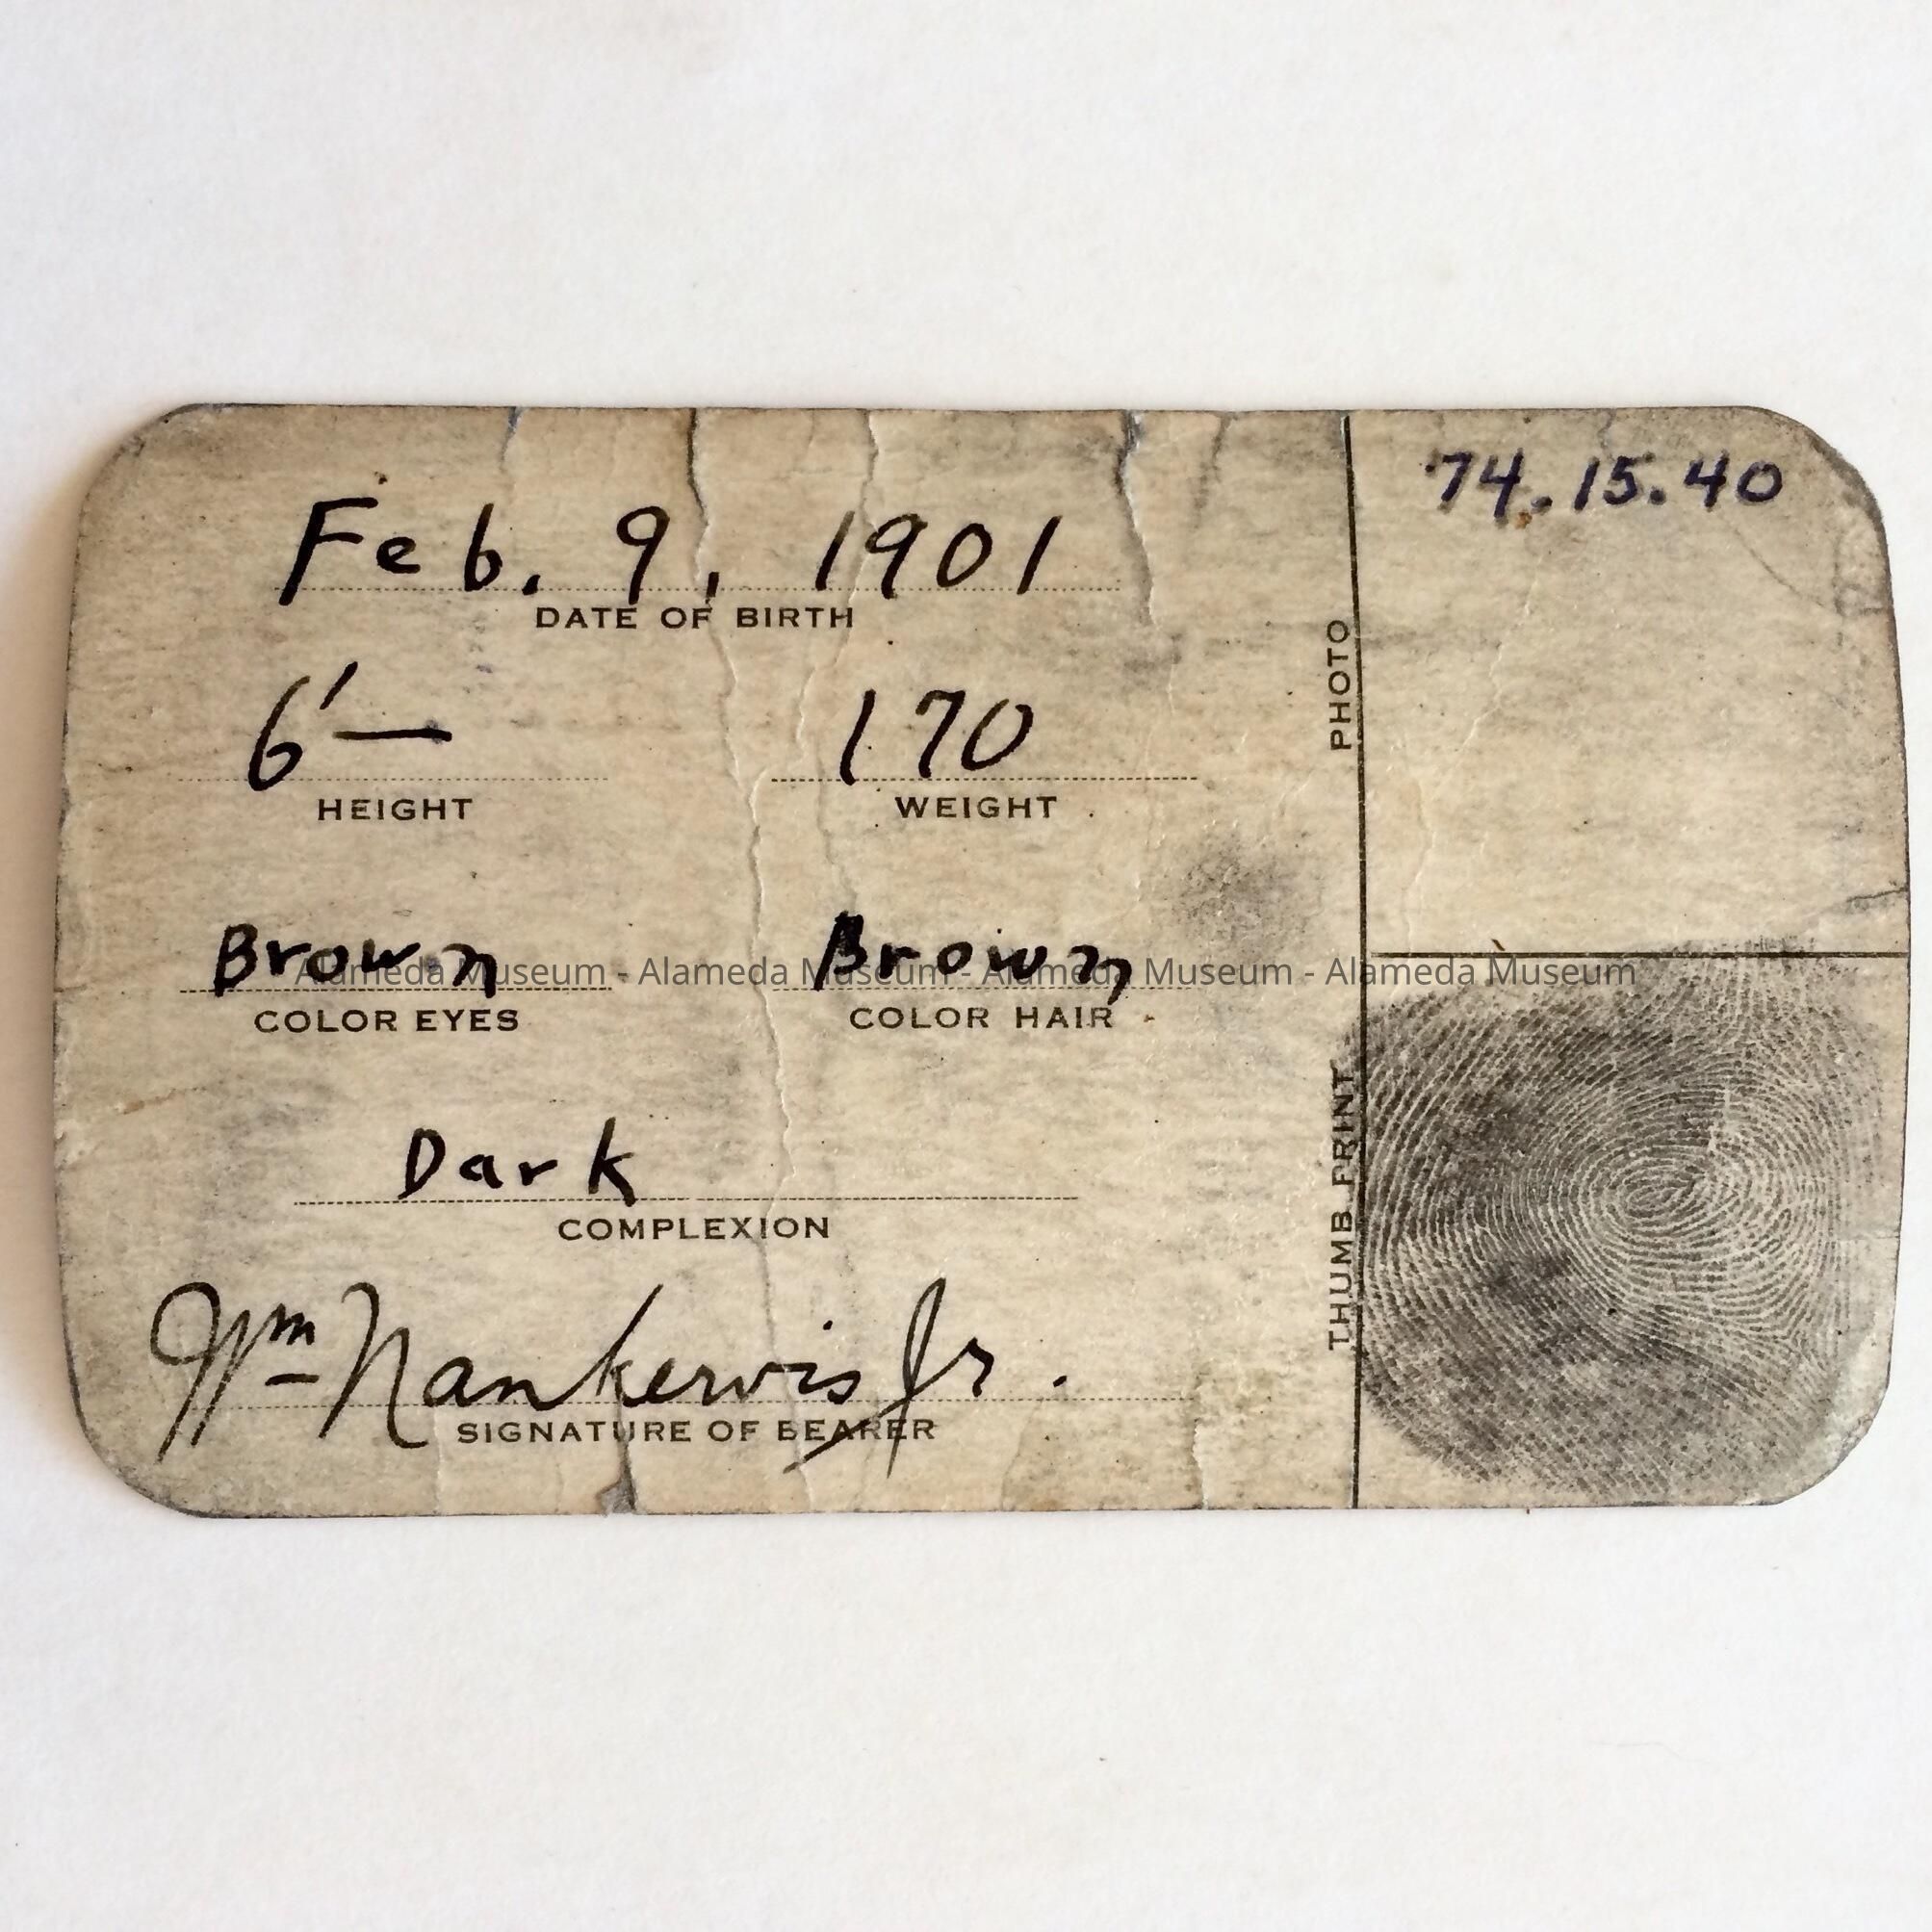 74.15.40
Feb. 9, 1901
DATE OF BIRTH
6'— 170
HEIGHT WEIGHT
PHOTO
Brown Brown
Alameda Museum - Alameda Museum - Alameda Museum - Alameda Museum
COLOR EYES COLOR HAIR
Dark
COMPLEXION
THUMB PRINT
Wm Nankervis Jr.
SIGNATURE OF BEARER